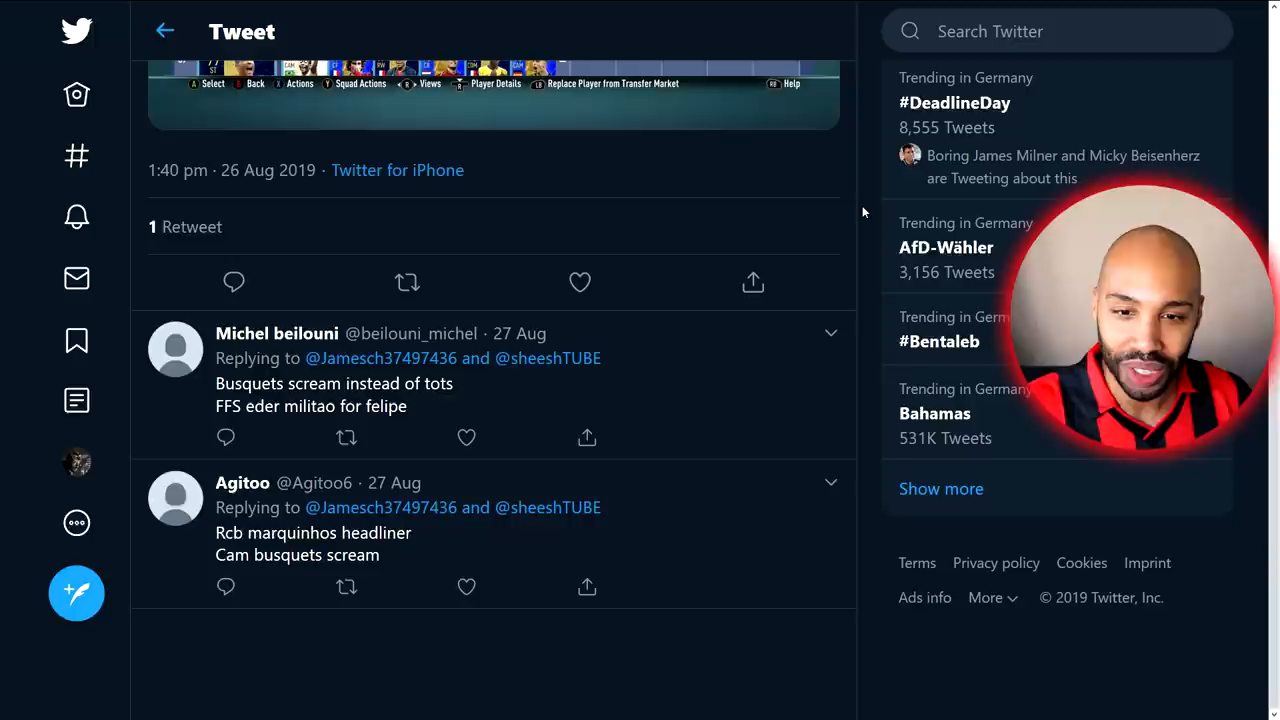 Tweet
Search Twitter
A Select B Back X Actions Y Squad Actions R Views Player Details LB Replace Player from Transfer Market RB Help
1:40 pm · 26 Aug 2019 · Twitter for iPhone
1 Retweet
Michel beilouni @beilouni_michel · 27 Aug
Replying to @Jamesch37497436 and @sheeshTUBE
Busquets scream instead of tots
FFS eder militao for felipe
Agitoo @Agitoo6 · 27 Aug
Replying to @Jamesch37497436 and @sheeshTUBE
Rcb marquinhos headliner
Cam busquets scream
Trending in Germany
#DeadlineDay
8,555 Tweets
Boring James Milner and Micky Beisenherz
are Tweeting about this
Trending in Germany
AfD-Wähler
3,156 Tweets
Trending in Germ
#Bentaleb
Trending in Germany
Bahamas
531K Tweets
Show more
Terms Privacy policy Cookies Imprint
Ads info More © 2019 Twitter, Inc.